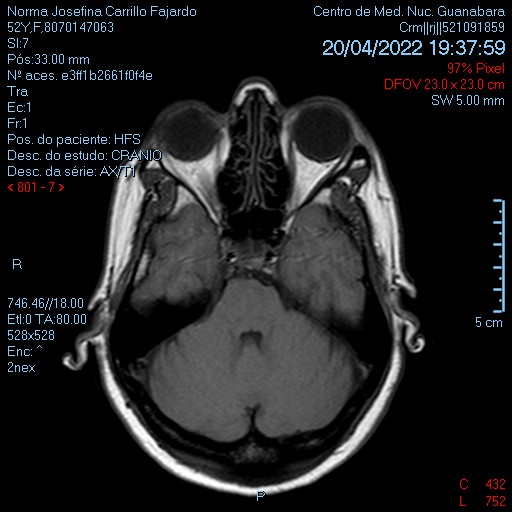 Norma Josefina Carrillo Fajardo
52Y,F,8070147063
Sl:7
Pós:33.00 mm
Nº aces. e3ff1b2661f0f4e
Tra
Ec:1
Fr:1
Pos. do paciente: HFS
Desc. do estudo: CRANIO
Desc. da série: AX/T1
< 801 - 7 >
Centro de Med. Nuc. Guanabara
Crm||rj||521091859
20/04/2022 19:37:59
97% Pixel
DFOV 23.0 x 23.0 cm
SW 5.00 mm
R
746.46//18.00
Etl:0 TA:80.00
528x528
Enc: ^
2nex
5 cm
P
C 432
L 752